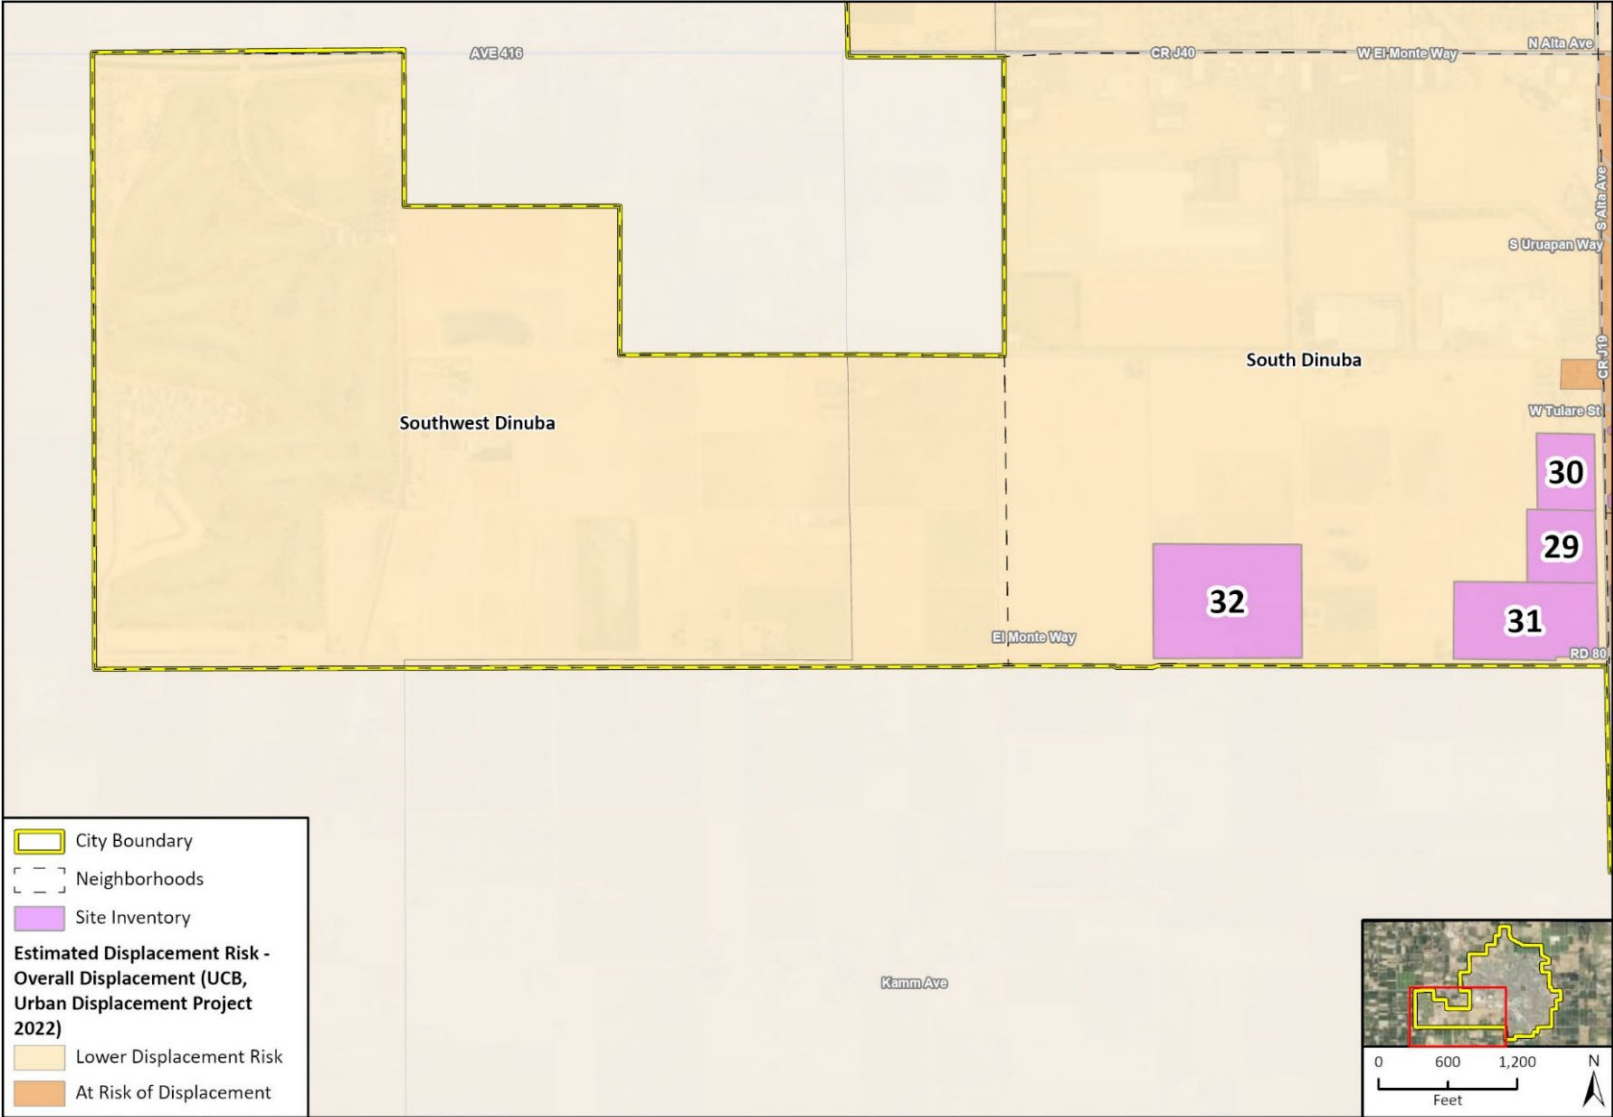 AVE 416
CR J40
W El Monte Way
N Alta Ave
S Alta Ave
S Uruapan Way
CR J19
South Dinuba
W Tulare St
Southwest Dinuba
30
29
32
31
El Monte Way
RD 80
Kamm Ave
City Boundary
Neighborhoods
Site Inventory
Estimated Displacement Risk -
Overall Displacement (UCB,
Urban Displacement Project
2022)
Lower Displacement Risk
At Risk of Displacement
0 600 1,200
Feet
N